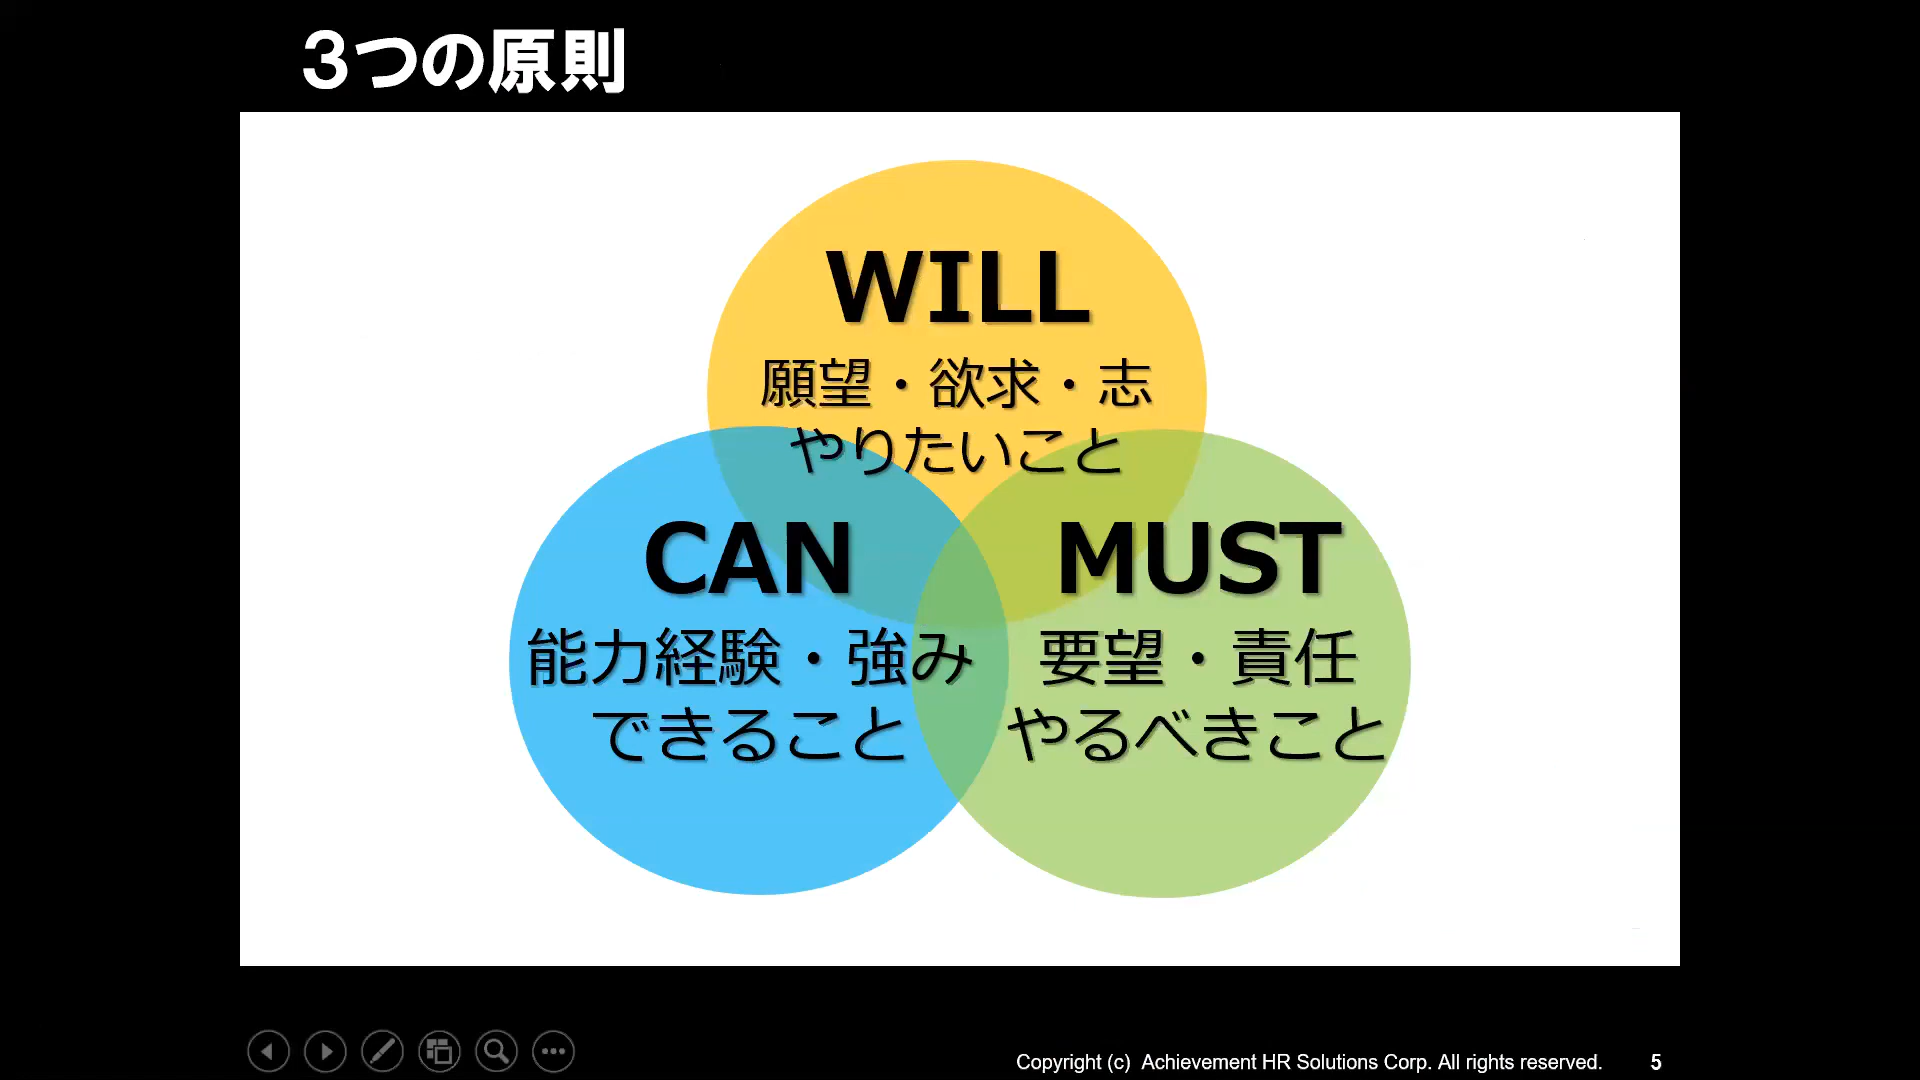 3つの原則
WILL
願望・欲求・志
やりたいこと
CAN
能力経験・強み
できること
MUST
要望・責任
やるべきこと
Copyright (c) Achievement HR Solutions Corp. All rights reserved.
5